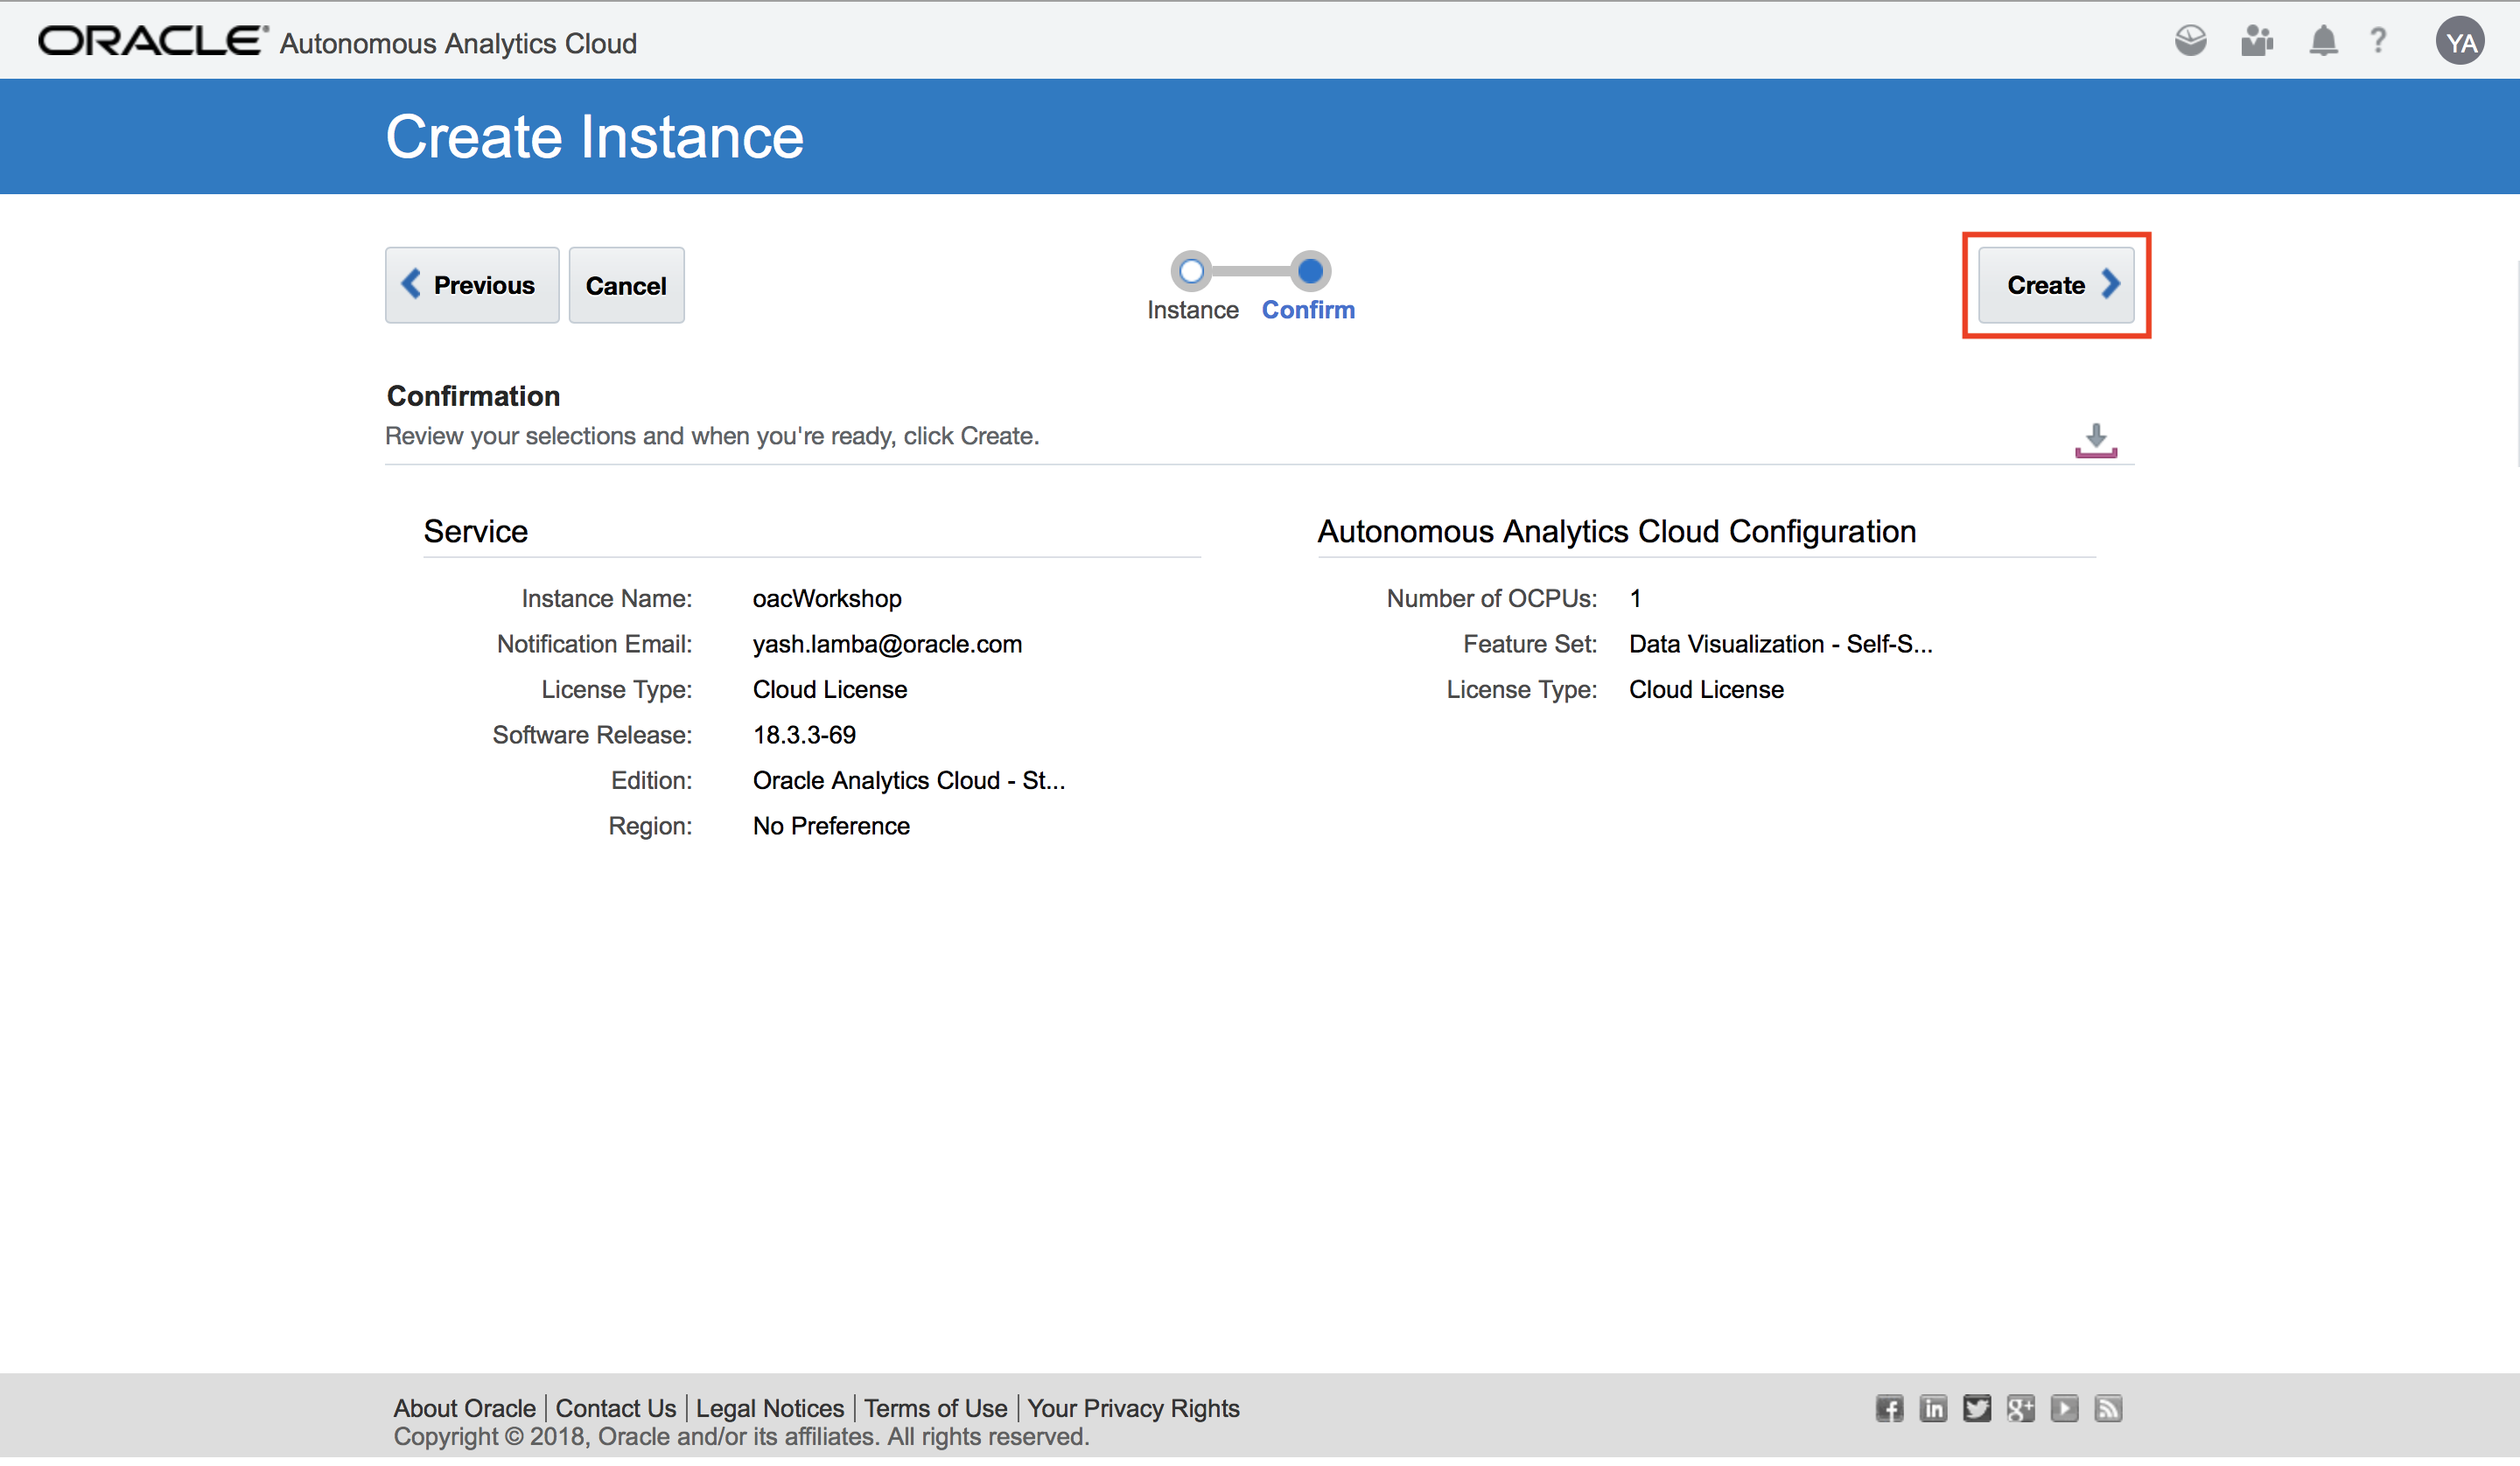 ORACLE® Autonomous Analytics Cloud
?
YA
Create Instance
Previous
Cancel
Instance
Confirm
Create
Confirmation
Review your selections and when you're ready, click Create.
Service
Instance Name: oacWorkshop
Notification Email: yash.lamba@oracle.com
License Type: Cloud License
Software Release: 18.3.3-69
Edition: Oracle Analytics Cloud - St...
Region: No Preference
Autonomous Analytics Cloud Configuration
Number of OCPUs: 1
Feature Set: Data Visualization - Self-S...
License Type: Cloud License
About Oracle | Contact Us | Legal Notices | Terms of Use | Your Privacy Rights
f in g+
Copyright © 2018, Oracle and/or its affiliates. All rights reserved.